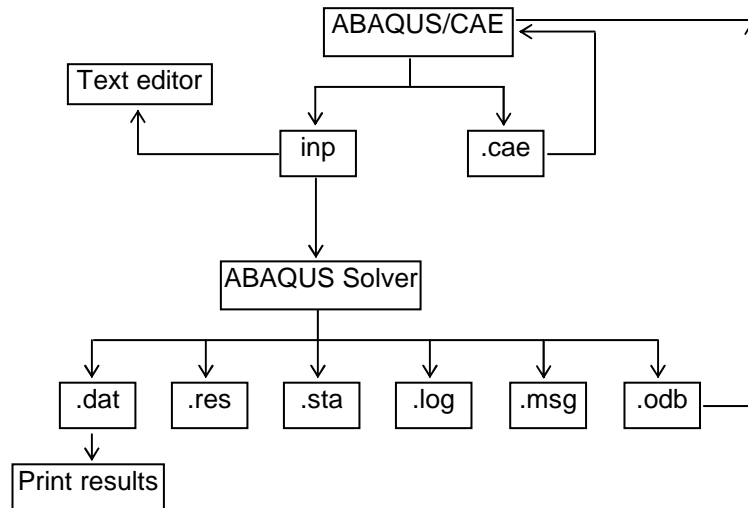 ABAQUS/CAE
Text editor
inp
.cae
ABAQUS Solver
.dat
.res
.sta
.log
.msg
.odb
Print results